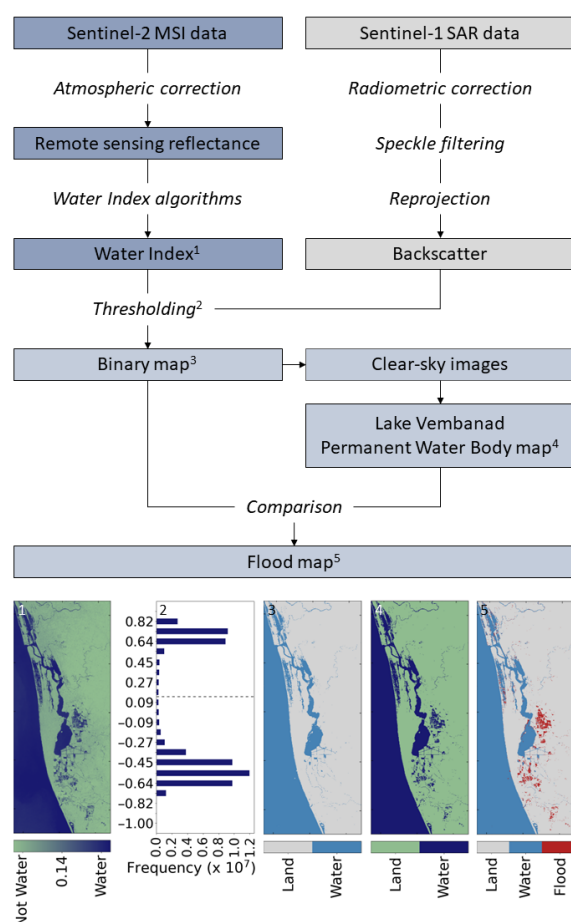 Sentinel-2 MSI data
Sentinel-1 SAR data
Atmospheric correction
Radiometric correction
Remote sensing reflectance
Speckle filtering
Water Index algorithms
Reprojection
Water Index¹
Backscatter
Thresholding²
Binary map³
Clear-sky images
Lake Vembanad
Permanent Water Body map⁴
Comparison
Flood map⁵
1
2
3
4
5
0.82
0.64
0.45
0.27
0.09
−0.09
−0.27
−0.45
−0.64
−0.82
−1.00
0.0
0.2
0.4
0.6
0.8
1.0
1.2
Frequency (x 10⁷)
Not Water
0.14
Water
Land
Water
Land
Water
Land
Water
Flood